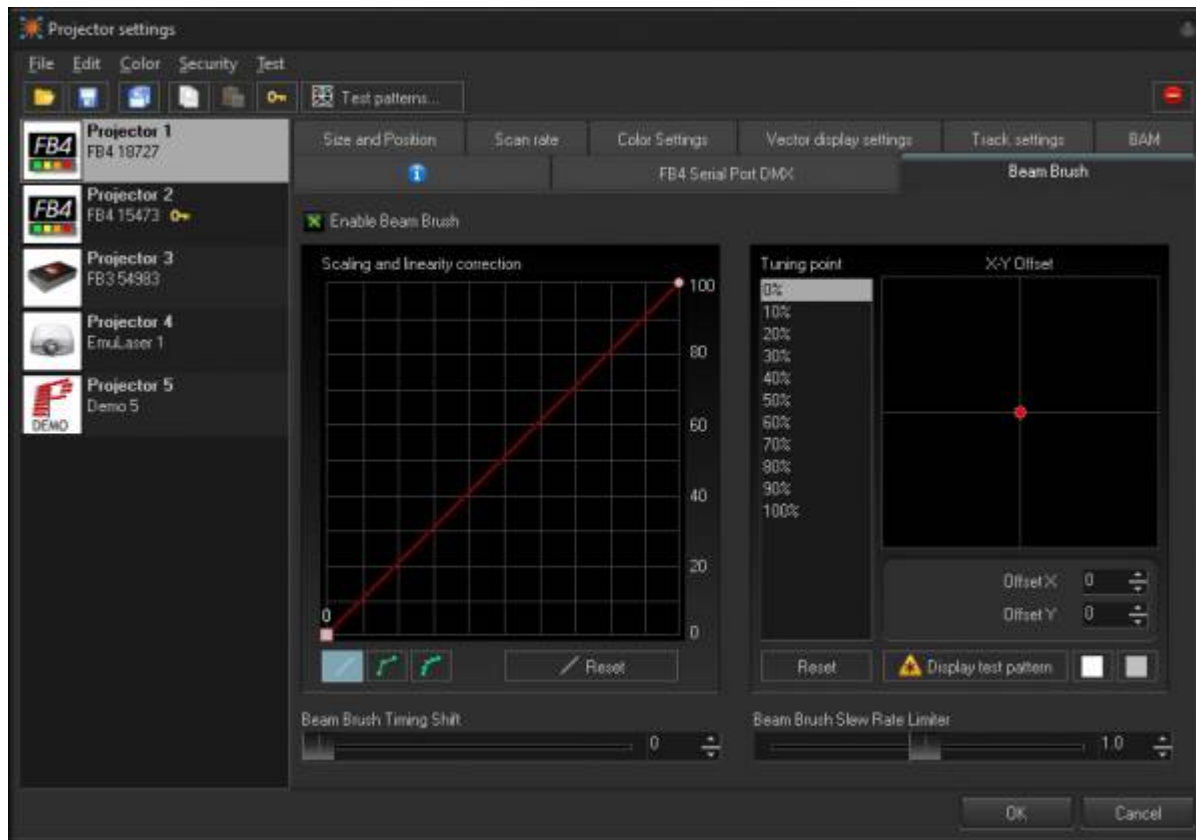 Projector settings
File Edit Color Security Test
Test patterns...
FB4 Projector 1
FB4 18727
FB4 Projector 2
FB4 15473
Projector 3
FB3 54983
Projector 4
EmuLaser 1
Projector 5
Demo 5
DEMO
Size and Position Scan rate Color Settings Vector display settings Track settings BAM
FB4 Serial Port DMX Beam Brush
Enable Beam Brush
Scaling and linearity correction
100
80
60
40
20
0
0
Reset
Tuning point X-Y Offset
0%
10%
20%
30%
40%
50%
60%
70%
80%
90%
100%
Offset X 0
Offset Y 0
Reset Display test pattern
Beam Brush Timing Shift
0
Beam Brush Slew Rate Limiter
1.0
OK Cancel